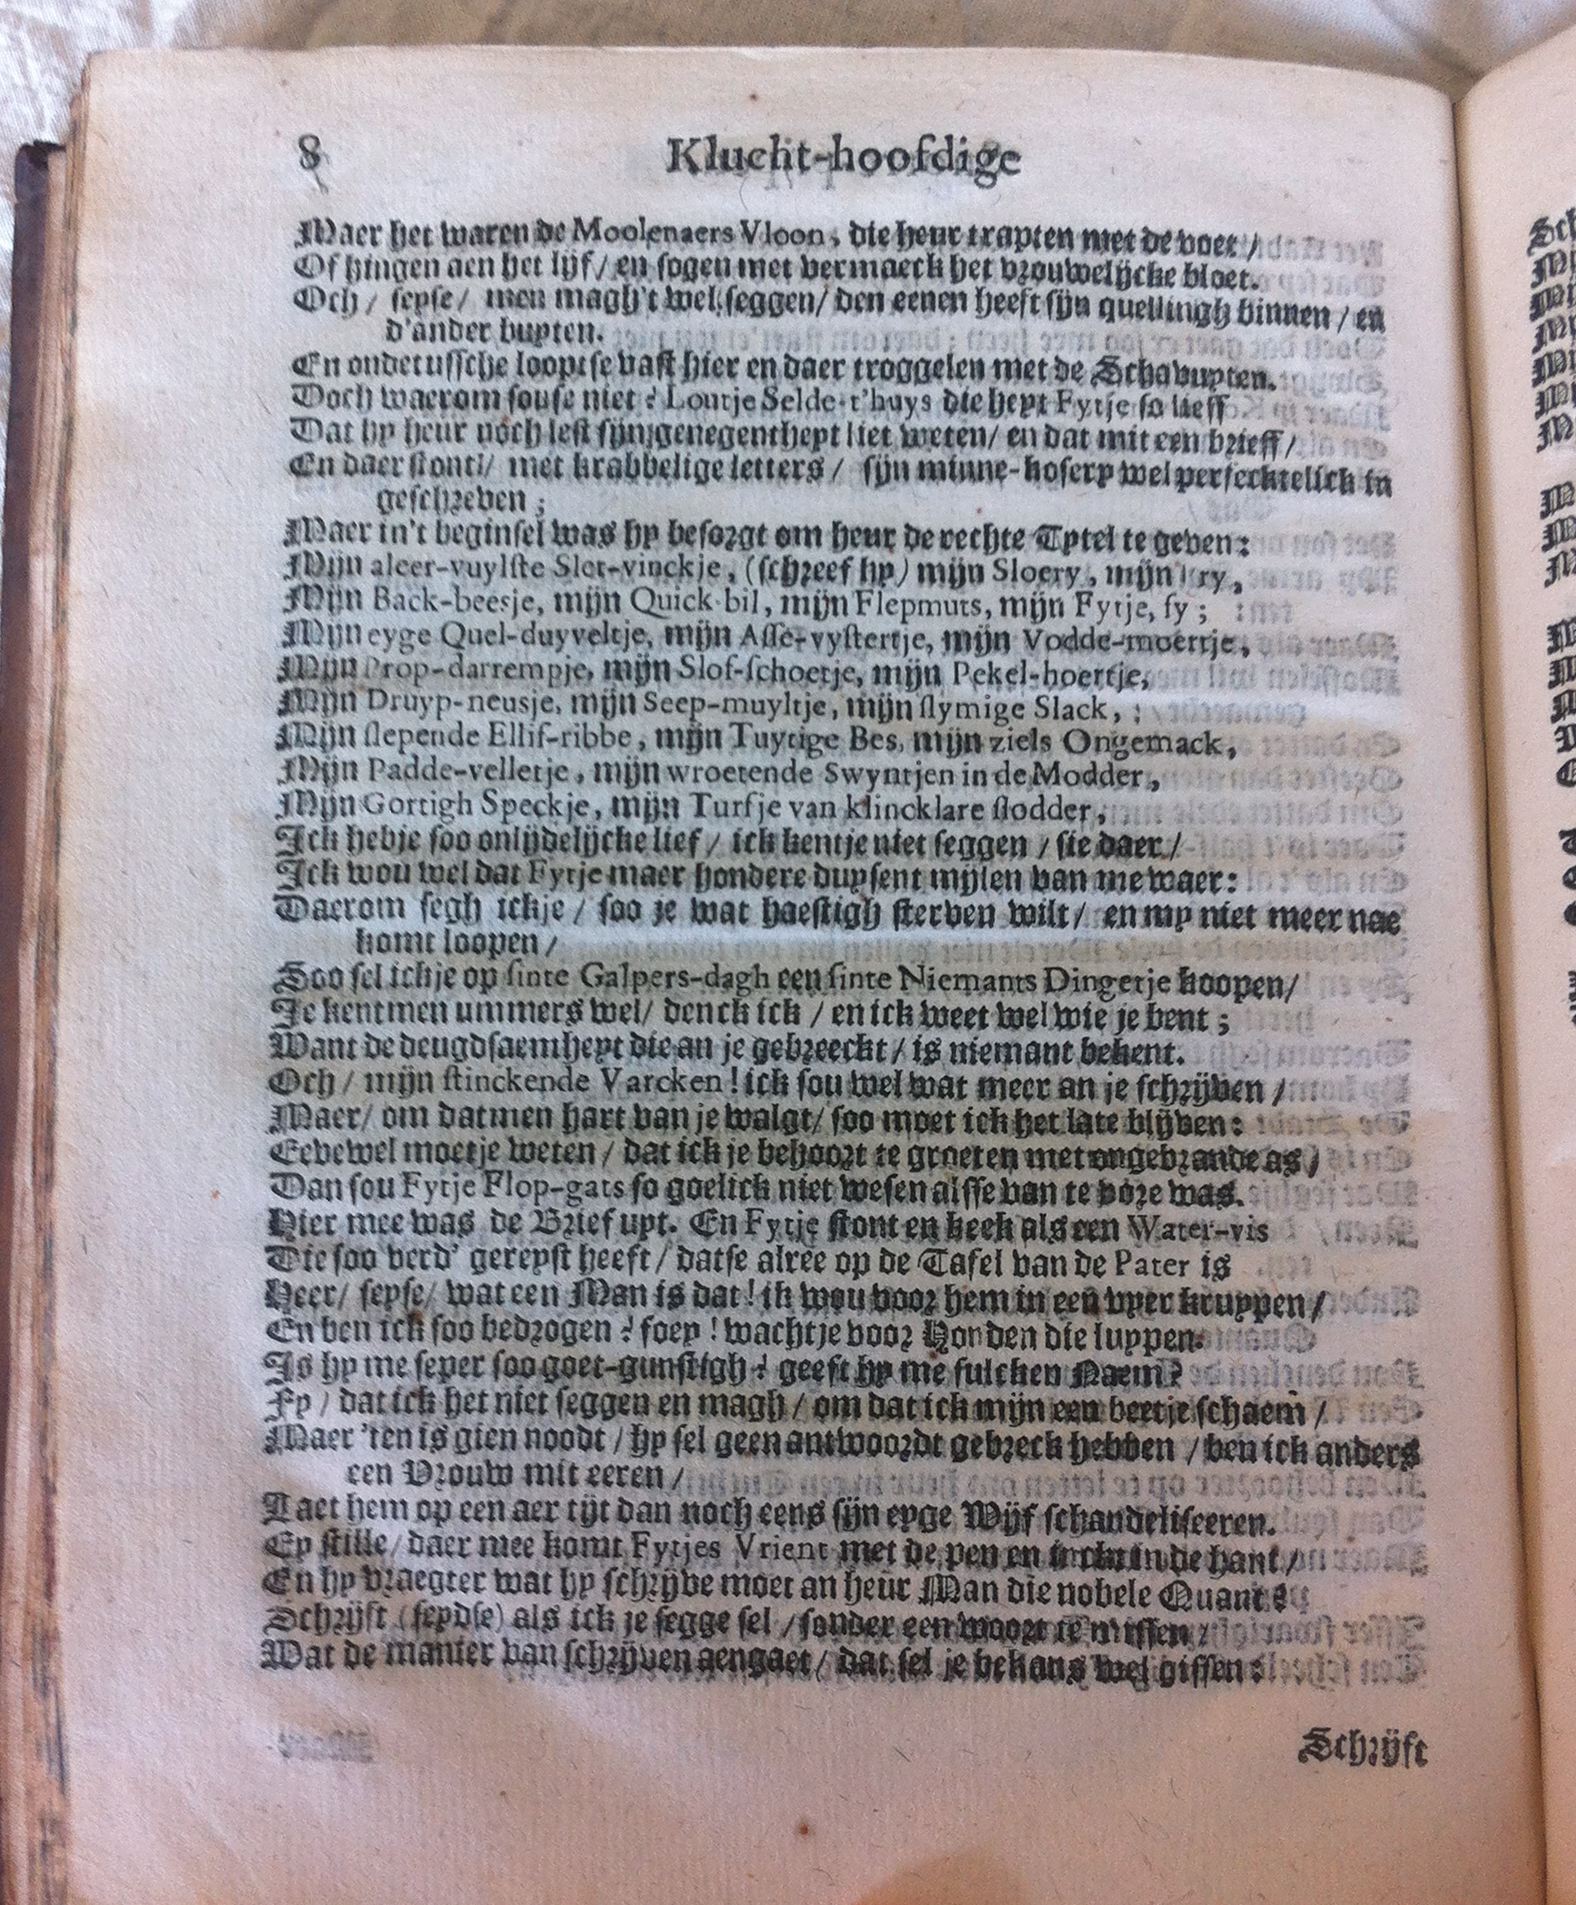 8 Klucht-hoofdige
Maer het waren de Moolenaers Vloon, die heur trapten met de voet /
Of hingen aen het lijf / en sogen met vermaeck het vrouwelijcke bloet.
Och / seyse / men magh't wel seggen / den eenen heeft sijn quellingh binnen / en
d'ander buyten.
En ondetussche looptse vast hier en daer troggelen met de Schavuyten.
Doch waerom souse niet? Loutje Selde-t'huys die heyt Fytje so lieff
Dat hy heur noch lest sijn genegentheyt liet weten / en dat mit een brieff /
En daer stont / met krabbelige letters / sijn minne-kosery wel perfecktelick in
geschreven;
Maer in't beginsel was hy besorgt om heur de rechte Tytel te geven:
Mijn aleer-vuylste Slet-vinckje, (schreef hy) mijn Sloery, mijn
Mijn Back-beesje, mijn Quick-bil, mijn Flepmuts, mijn Fytje, fy;
Mijn eyge Quel-duyveltje, mijn Asse-vystertje, mijn Vodde-moertje,
Mijn Prop-darrempje, mijn Slof-schoetje, mijn Pekel-hoertje,
Mijn Druyp-neusje, mijn Seep-muyltje, mijn slymige Slack,
Mijn slepende Ellif-ribbe, mijn Tuytige Bes, mijn ziels Ongemack,
Mijn Padde-velletje, mijn wroetende Swyntjen in de Modder,
Mijn Gortigh Speckje, mijn Turfje van klincklare slodder,
Ick hebje soo onlijdelijcke lief / ick kentje niet seggen / sie daer /
Ick wou wel dat Fytje maer hondere duysent mijlen van me waer:
Daerom segh ickje / soo je wat haestigh sterven wilt / en my niet meer nae
komt loopen /
Soo sel ickje op sinte Galpers-dagh een sinte Niemants Dingetje koopen /
Je kentmen ummers wel / denck ick / en ick weet wel wie je bent;
Want de deugdsaemheyt die an je gebreeckt / is niemant bekent.
Och / mijn stinckende Varcken! ick sou wel wat meer an je schrijven /
Maer / om datmen hart van je walgt / soo moet ick het late blijven:
Eevewel moetje weten / dat ick je behoort te groeten met ongebrande as /
Dan sou Fytje Flop-gats so goelick niet wesen alsse van te vore was.
Hier mee was de Brief uyt. En Fytje stont en keek als een Water-vis
Die soo verd' gereyst heeft / datse alree op de Tafel van de Pater is
Heer / seyse / wat een Man is dat! ik wou voor hem in een vyer kruypen /
En ben ick soo bedrogen? foey! wachtje voor Honden die luypen.
Is hy me seper soo goet-gunstigh? geeft hy me sulcken Naem?
Fy / dat ick het niet seggen en magh / om dat ick mijn een beetje schaem /
Maer 'ten is gien noodt / hy sel geen antwoordt gebreck hebben / ben ick anders
een Vrouw mit eeren /
Laet hem op een aer tijt dan noch eens sijn eyge Wijf schandeliseeren.
Ey stille / daer mee komt Fytjes Vrient met de pen en inckt in de hant /
En hy vraegter wat hy schrijve moet an heur Man die nobele Quant?
Schrijft (seydse) als ick je segge sel / sonder een woort te missen /
Wat de manier van schrijven aengaet / dat sel je bekans wel gissen:
Schrijft